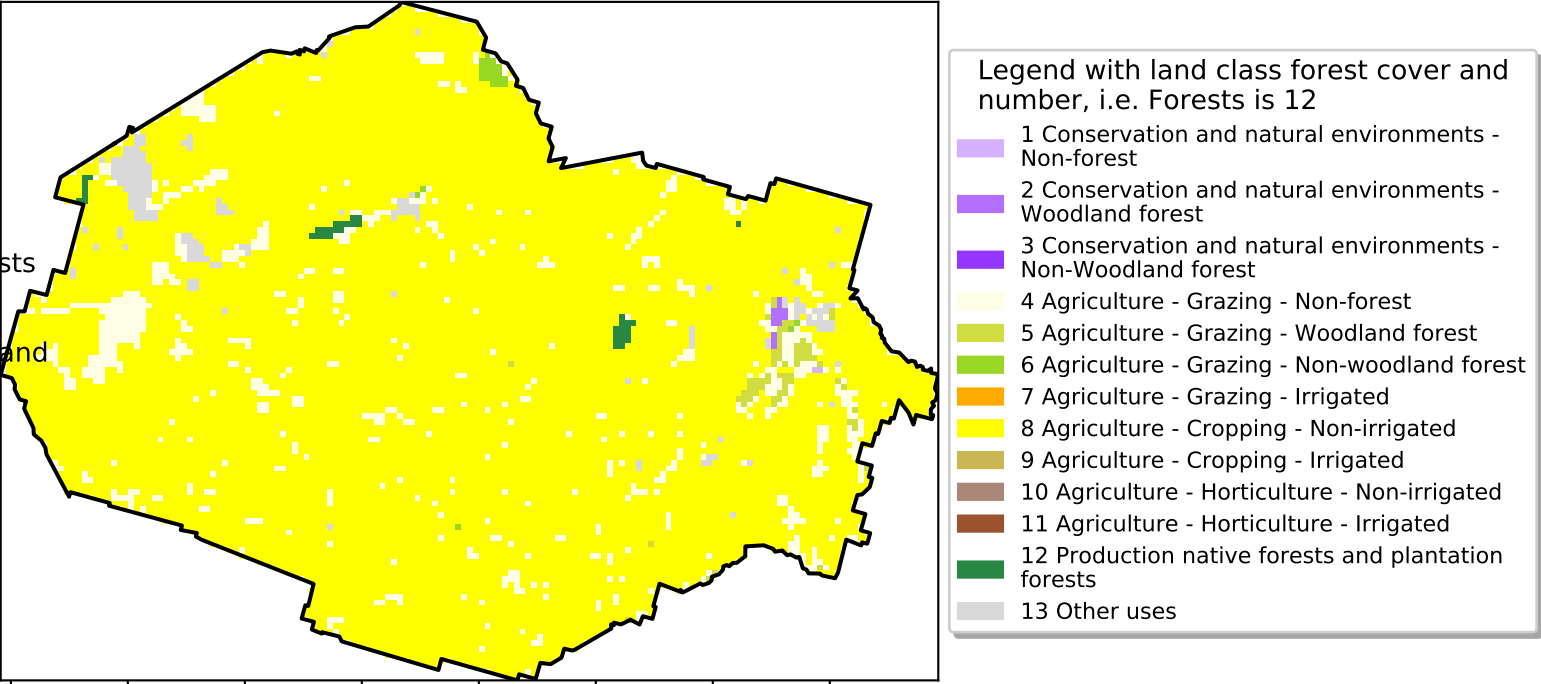 sts
and
Legend with land class forest cover and
number, i.e. Forests is 12
1 Conservation and natural environments -
Non-forest
2 Conservation and natural environments -
Woodland forest
3 Conservation and natural environments -
Non-Woodland forest
4 Agriculture - Grazing - Non-forest
5 Agriculture - Grazing - Woodland forest
6 Agriculture - Grazing - Non-woodland forest
7 Agriculture - Grazing - Irrigated
8 Agriculture - Cropping - Non-irrigated
9 Agriculture - Cropping - Irrigated
10 Agriculture - Horticulture - Non-irrigated
11 Agriculture - Horticulture - Irrigated
12 Production native forests and plantation
forests
13 Other uses